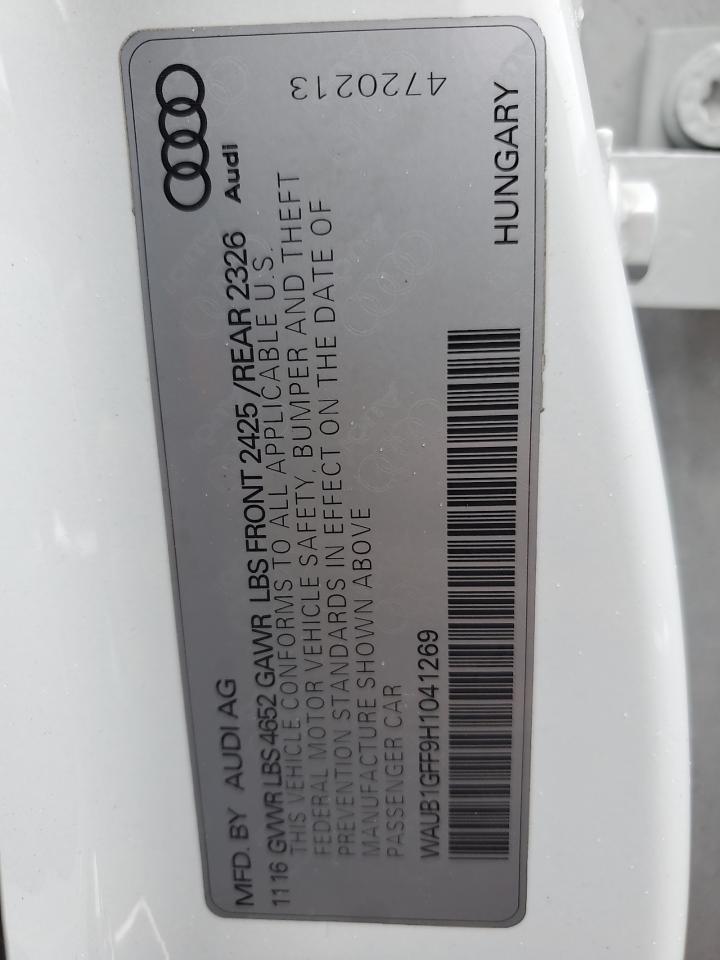 MFD. BY AUDI AG
11 16 GVWR LBS 4652 GAWR LBS FRONT 2425 /REAR 2326
Audi
THIS VEHICLE CONFORMS TO ALL APPLICABLE U.S.
FEDERAL MOTOR VEHICLE SAFETY, BUMPER AND THEFT
PREVENTION STANDARDS IN EFFECT ON THE DATE OF
MANUFACTURE SHOWN ABOVE
PASSENGER CAR
4720213
WAUB1GFF9H1041269
HUNGARY